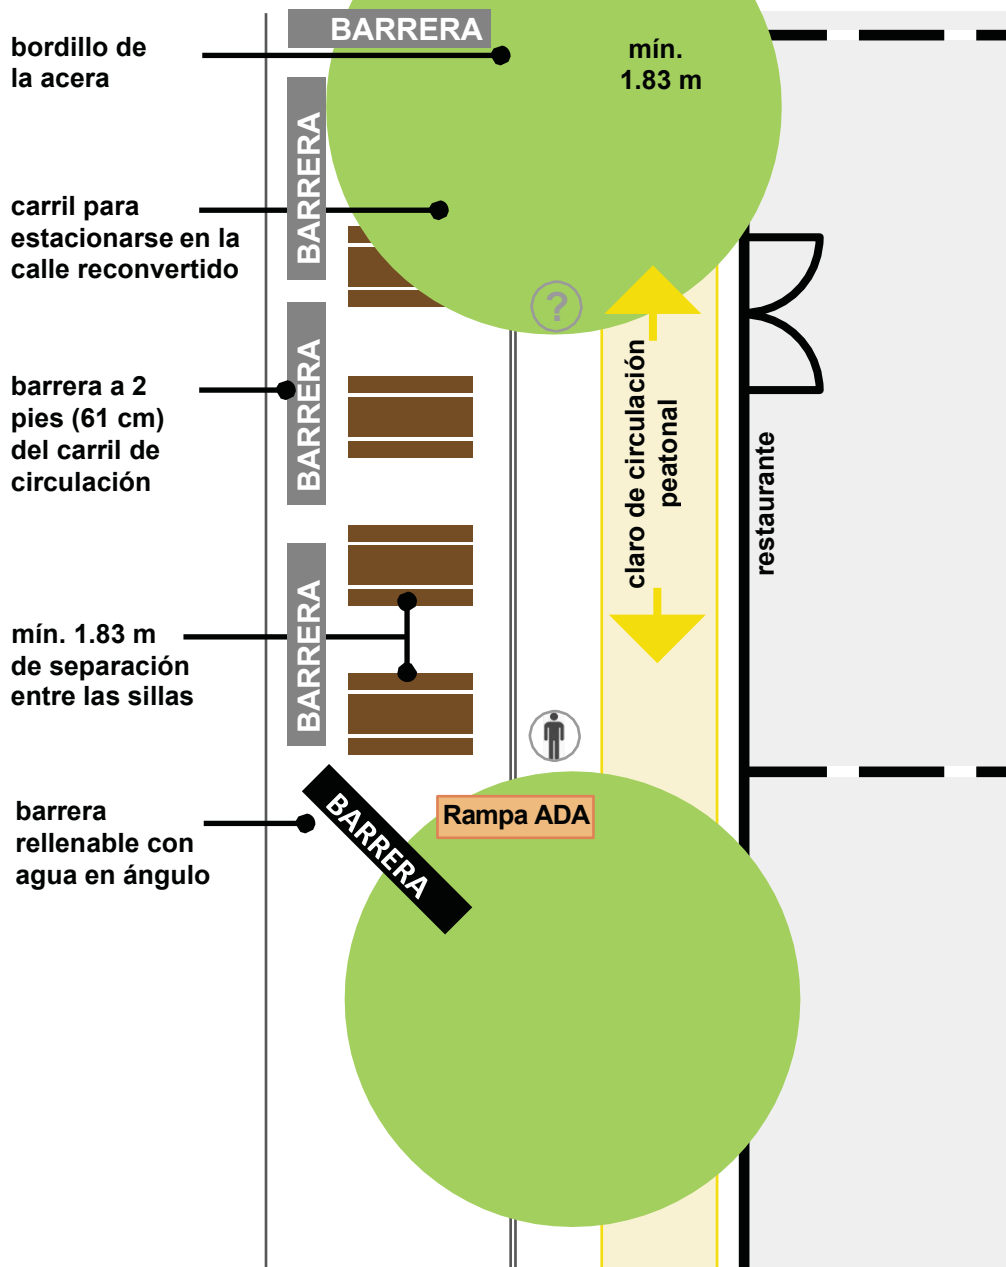 BARRERA
bordillo de
la acera
mín.
1.83 m
BARRERA
carril para
estacionarse en la
calle reconvertido
?
BARRERA
barrera a 2
pies (61 cm)
del carril de
circulación
claro de circulación
peatonal
restaurante
BARRERA
mín. 1.83 m
de separación
entre las sillas
barrera
rellenable con
agua en ángulo
BARRERA
Rampa ADA